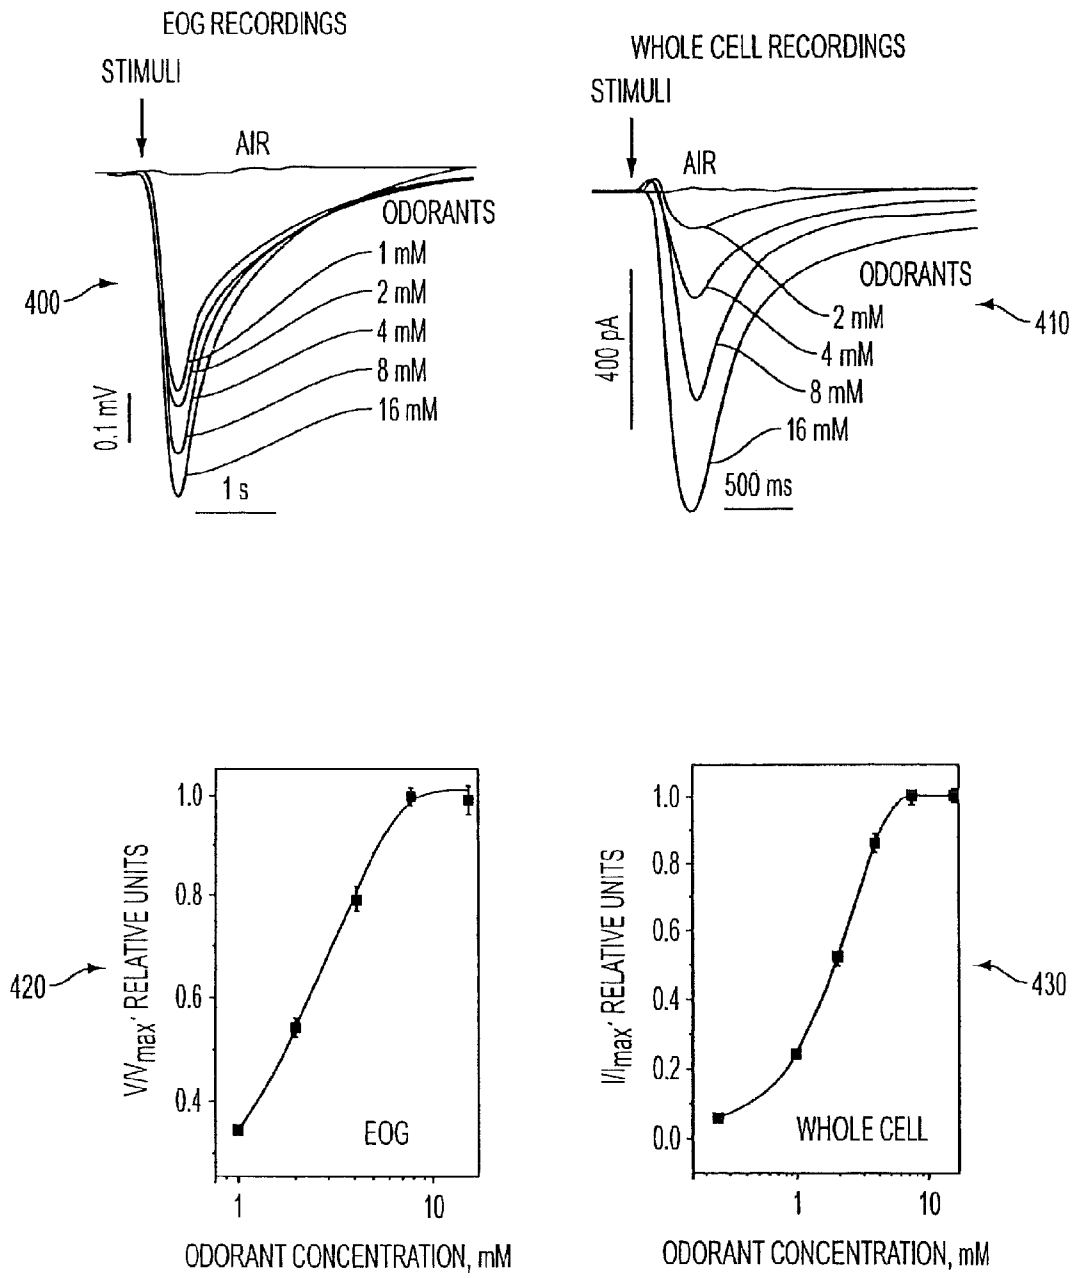 EOG RECORDINGS
STIMULI
AIR
ODORANTS
1 mM
2 mM
4 mM
8 mM
16 mM
400
0.1 mV
1 s
WHOLE CELL RECORDINGS
STIMULI
AIR
ODORANTS
2 mM
4 mM
8 mM
16 mM
410
400 pA
500 ms
1.0
0.8
0.6
0.4
V/Vmax, RELATIVE UNITS
420
EOG
1
10
ODORANT CONCENTRATION, mM
1.0
0.8
0.6
0.4
0.2
0.0
I/Imax, RELATIVE UNITS
430
WHOLE CELL
1
10
ODORANT CONCENTRATION, mM